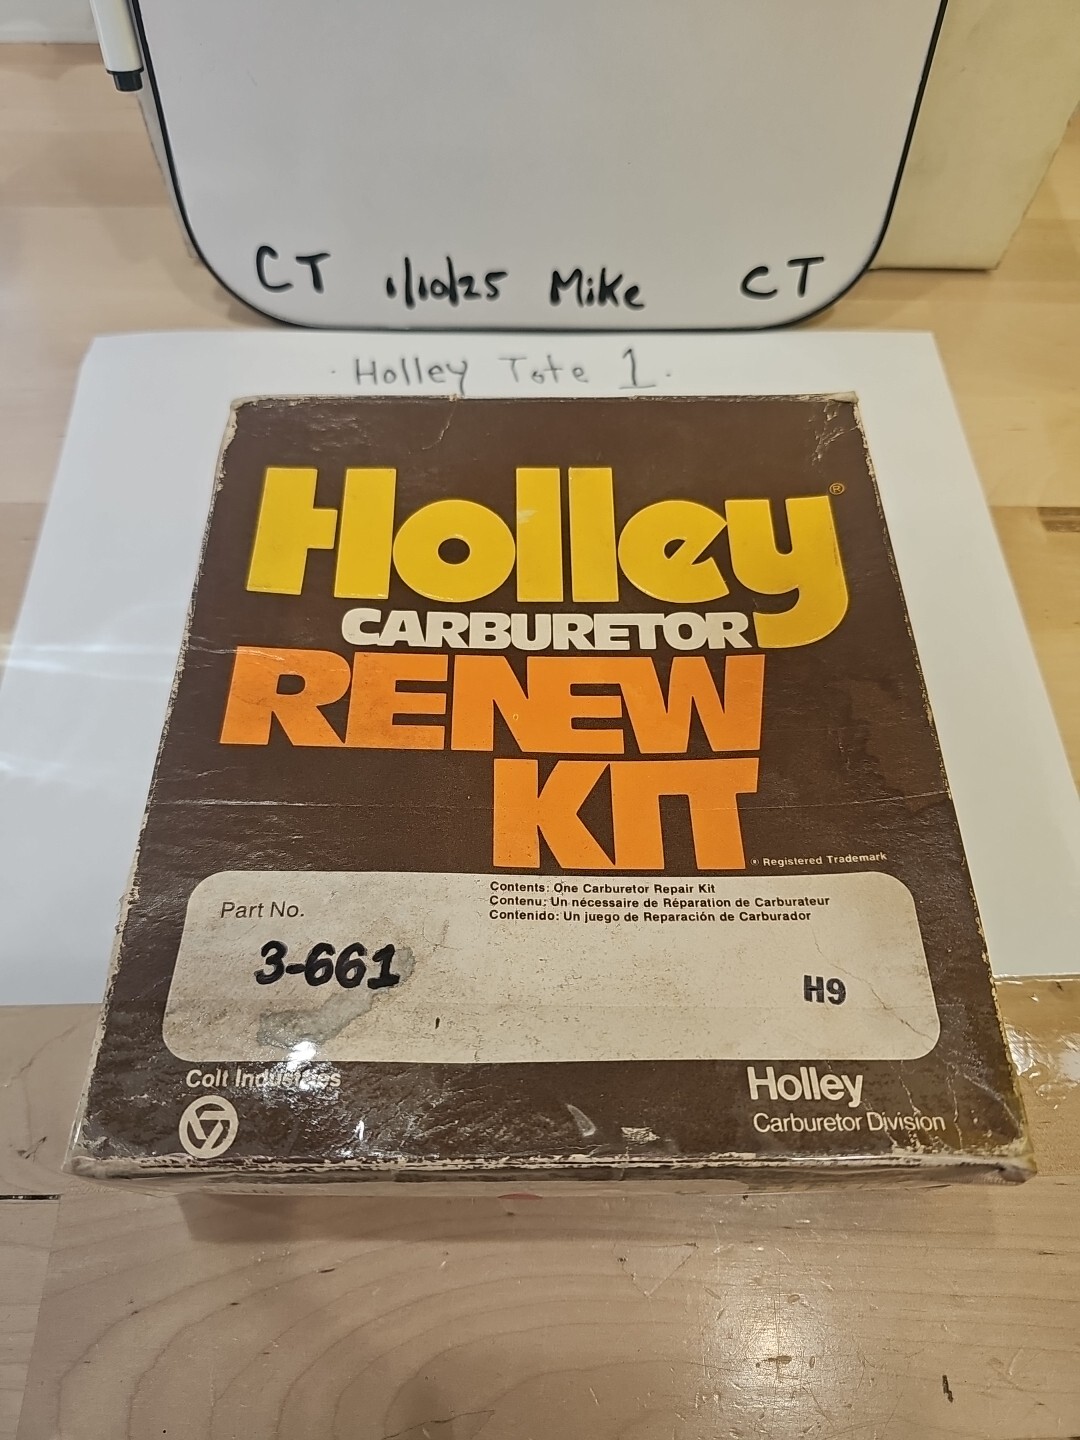 CT 1/10/25 Mike CT
· Holley Tote 1 ·
Holley®
CARBURETOR
RENEW
KIT
® Registered Trademark
Contents: One Carburetor Repair Kit
Contenu: Un nécessaire de Réparation de Carburateur
Contenido: Un juego de Reparación de Carburador
Part No.
3-661
H9
Colt Industries
Holley
Carburetor Division